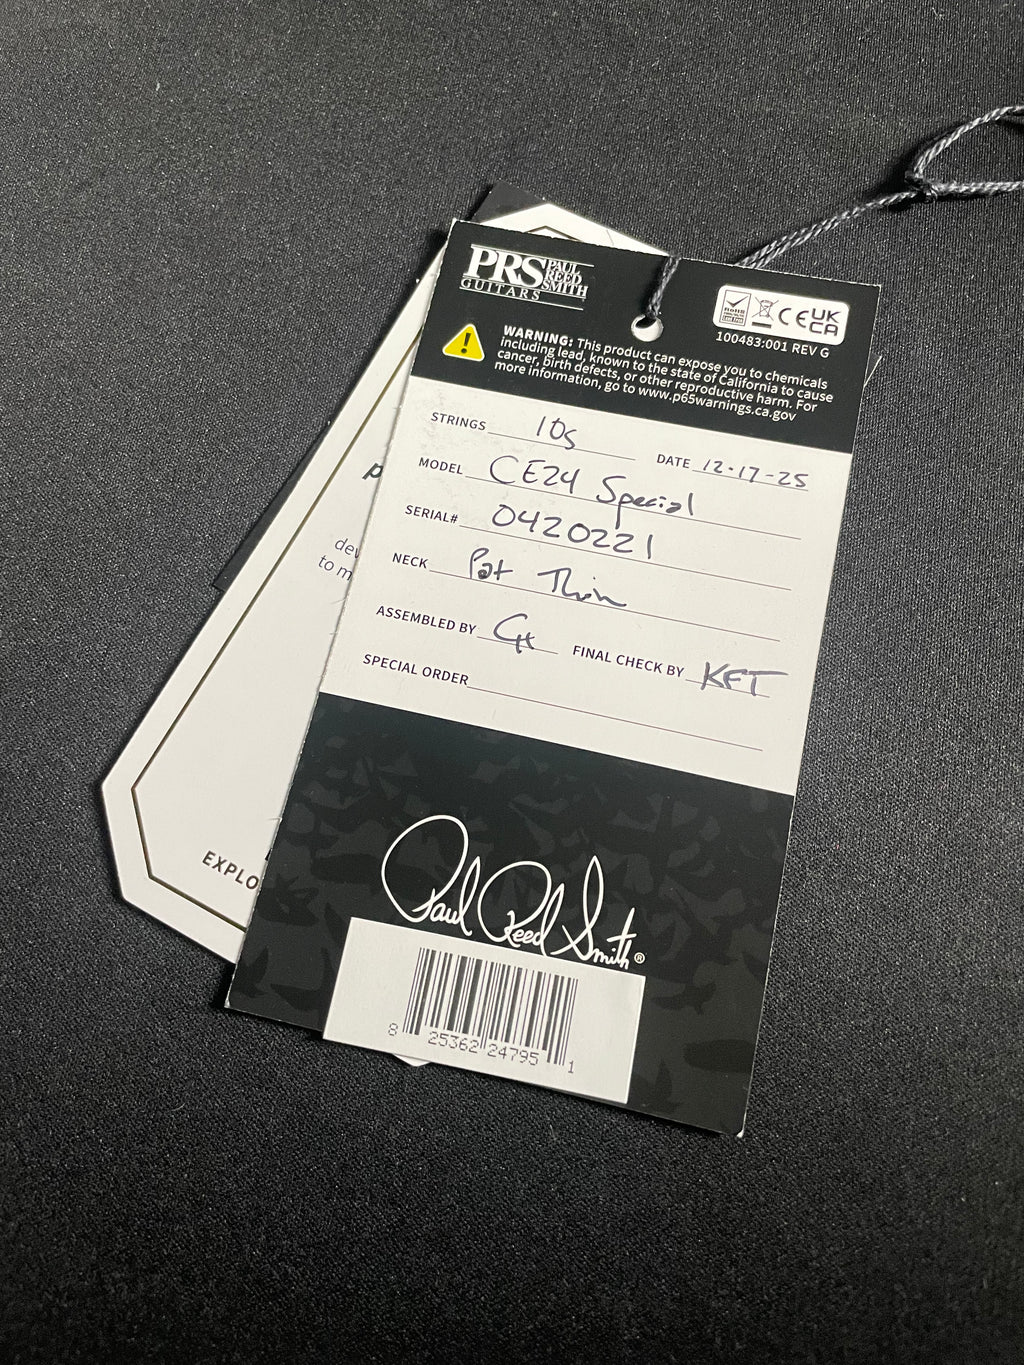 PRS PAUL REED SMITH
GUITARS
RoHS
CE UK CA
100483:001 REV G
WARNING: This product can expose you to chemicals
including lead, known to the state of California to cause
cancer, birth defects, or other reproductive harm. For
more information, go to www.p65warnings.ca.gov
STRINGS 10s
DATE 12-17-25
MODEL CE24 Special
SERIAL# 0420221
NECK Pat Thin
ASSEMBLED BY
FINAL CHECK BY KFT
SPECIAL ORDER
p
dev
to m
EXPLO
Paul Reed Smith®
8 25362 24795 1